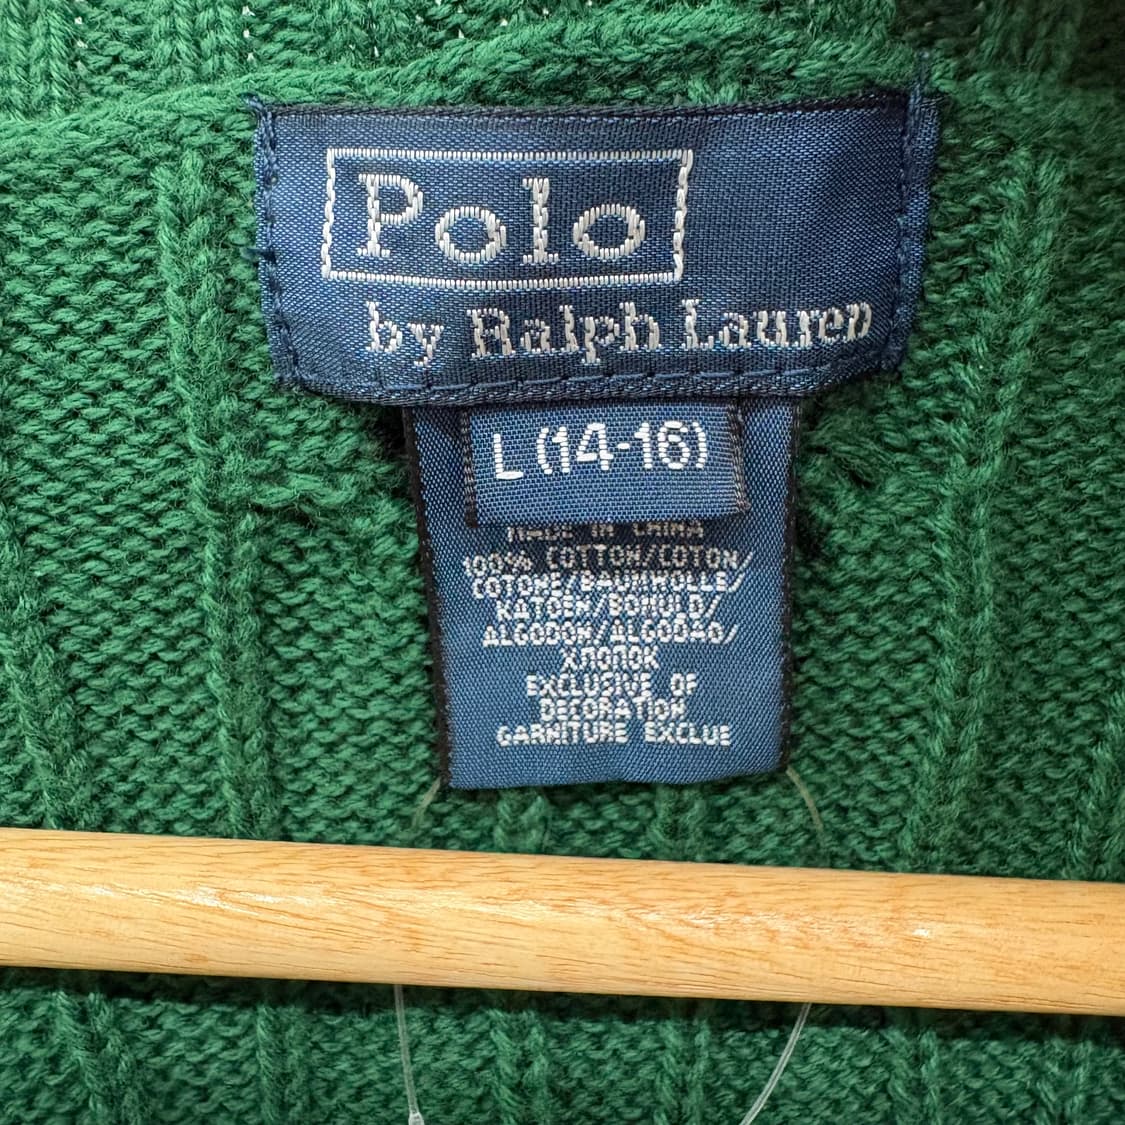 Polo
by Ralph Lauren
L (14-16)
MADE IN CHINA
100% COTTON/COTON/
COTONE/BAUMWOLLE/
KATOEN/BOMULD/
ALGODON/ALGODAO/
ХЛОПОК
EXCLUSIVE OF
DECORATION
GARNITURE EXCLUE